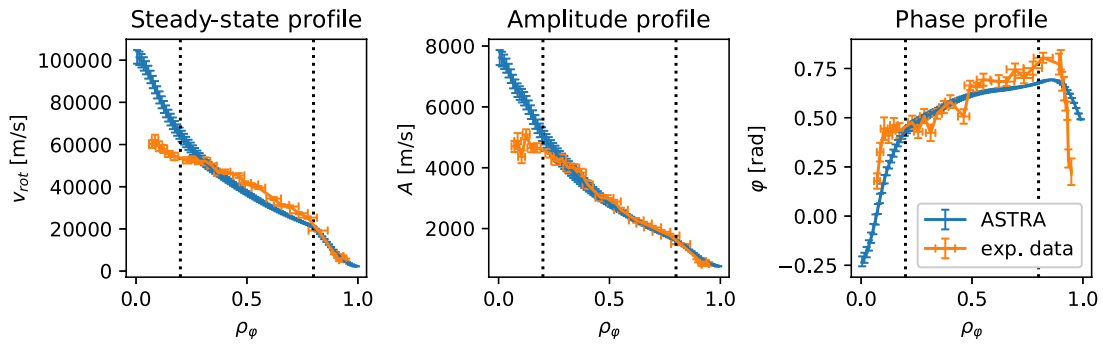 Steady-state profile
v_rot [m/s]
100000
80000
60000
40000
20000
0
0.0 0.5 1.0
ρ_φ
Amplitude profile
A [m/s]
8000
6000
4000
2000
0.0 0.5 1.0
ρ_φ
Phase profile
φ [rad]
0.75
0.50
0.25
0.00
−0.25
0.0 0.5 1.0
ρ_φ
ASTRA
exp. data